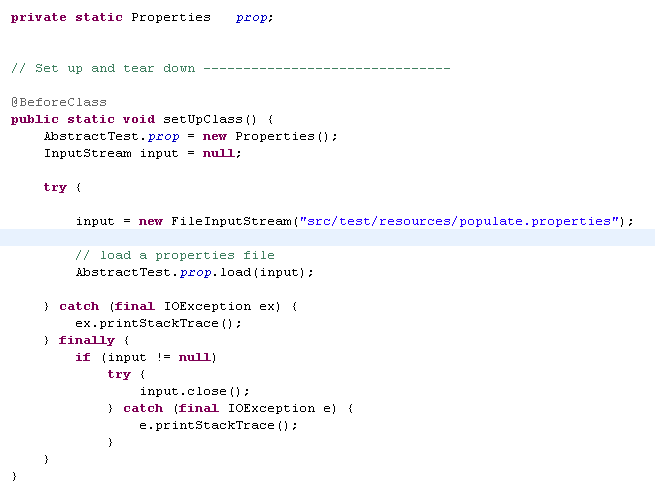 private static Properties   prop;
// Set up and tear down -------------------------------
@BeforeClass
public static void setUpClass() {
    AbstractTest.prop = new Properties();
    InputStream input = null;
    try {
        input = new FileInputStream("src/test/resources/populate.properties");
        // load a properties file
        AbstractTest.prop.load(input);
    } catch (final IOException ex) {
        ex.printStackTrace();
    } finally {
        if (input != null)
            try {
                input.close();
            } catch (final IOException e) {
                e.printStackTrace();
            }
    }
}